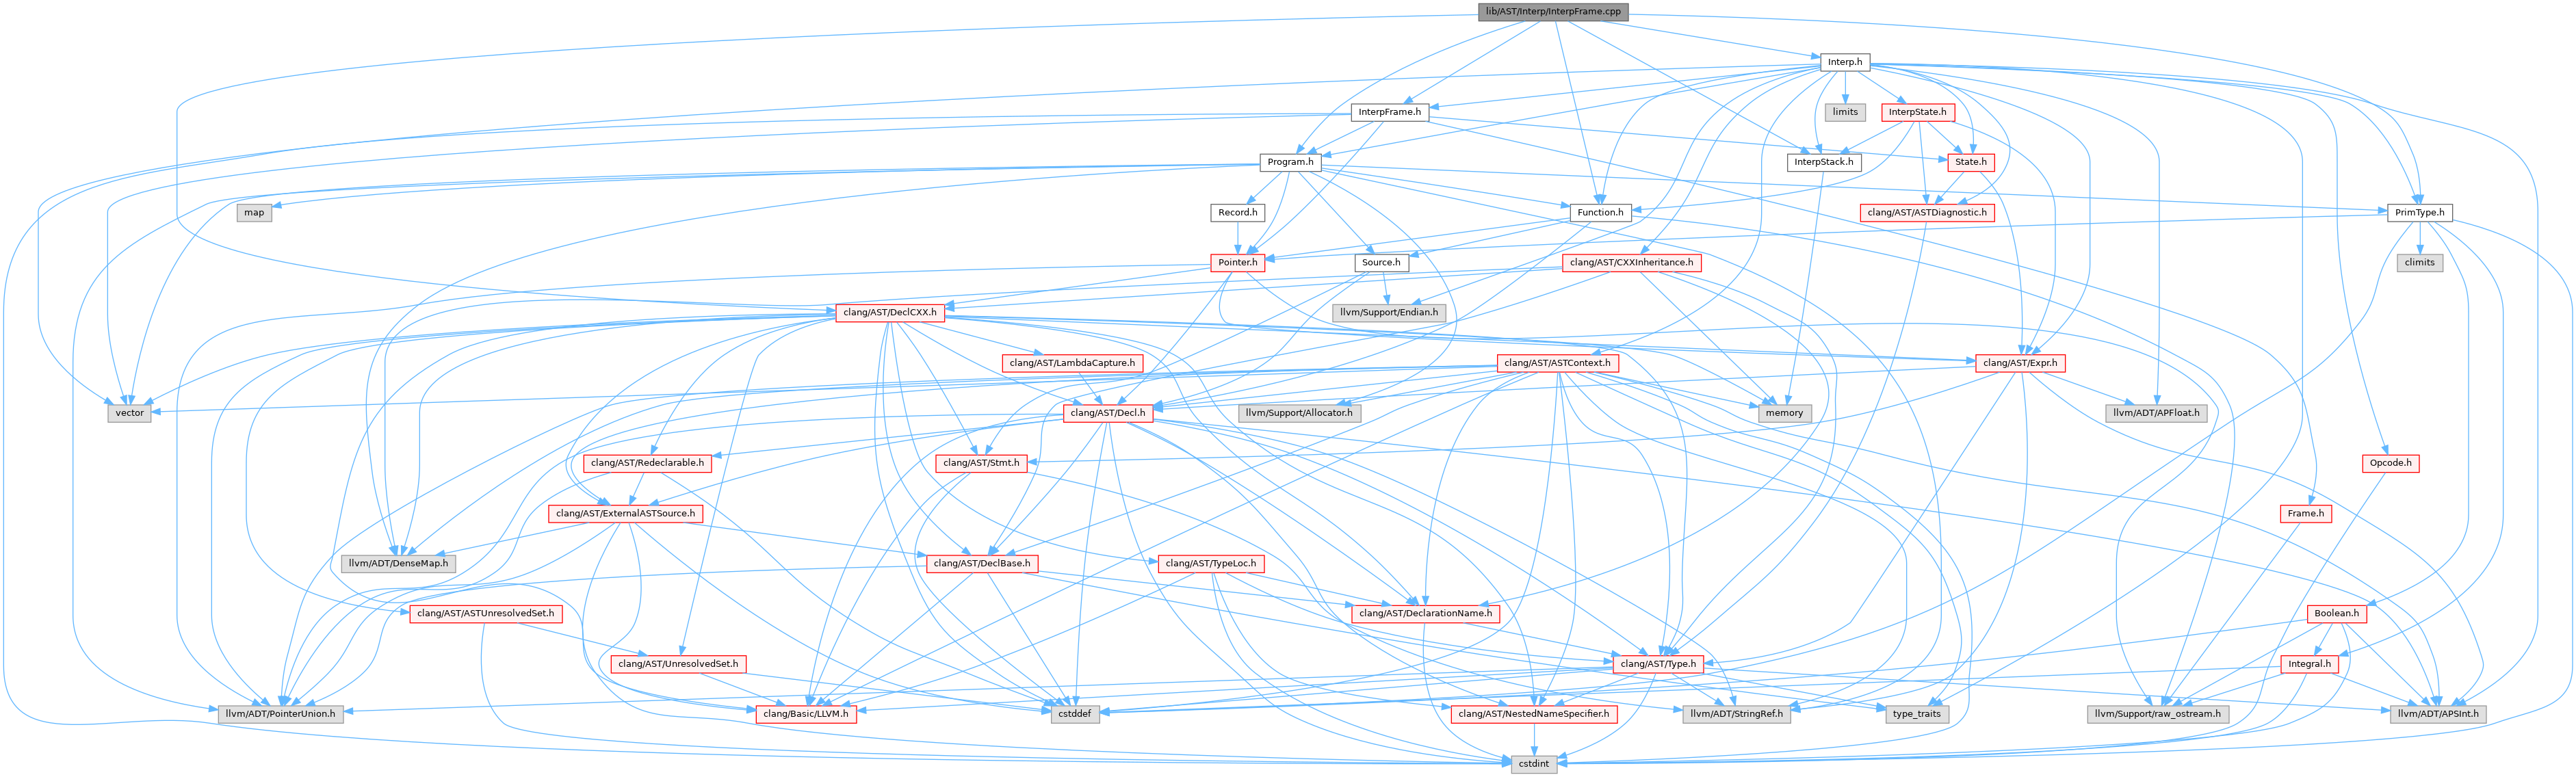 lib/AST/Interp/InterpFrame.cpp
Interp.h
InterpFrame.h
limits
InterpState.h
Program.h
InterpStack.h
State.h
map
Record.h
Function.h
clang/AST/ASTDiagnostic.h
PrimType.h
Pointer.h
Source.h
clang/AST/CXXInheritance.h
climits
clang/AST/DeclCXX.h
llvm/Support/Endian.h
clang/AST/LambdaCapture.h
clang/AST/ASTContext.h
clang/AST/Expr.h
vector
clang/AST/Decl.h
llvm/Support/Allocator.h
memory
llvm/ADT/APFloat.h
clang/AST/Redeclarable.h
clang/AST/Stmt.h
Opcode.h
clang/AST/ExternalASTSource.h
Frame.h
llvm/ADT/DenseMap.h
clang/AST/DeclBase.h
clang/AST/TypeLoc.h
clang/AST/ASTUnresolvedSet.h
clang/AST/DeclarationName.h
Boolean.h
clang/AST/UnresolvedSet.h
clang/AST/Type.h
Integral.h
llvm/ADT/PointerUnion.h
clang/Basic/LLVM.h
cstddef
clang/AST/NestedNameSpecifier.h
llvm/ADT/StringRef.h
type_traits
llvm/Support/raw_ostream.h
llvm/ADT/APSInt.h
cstdint